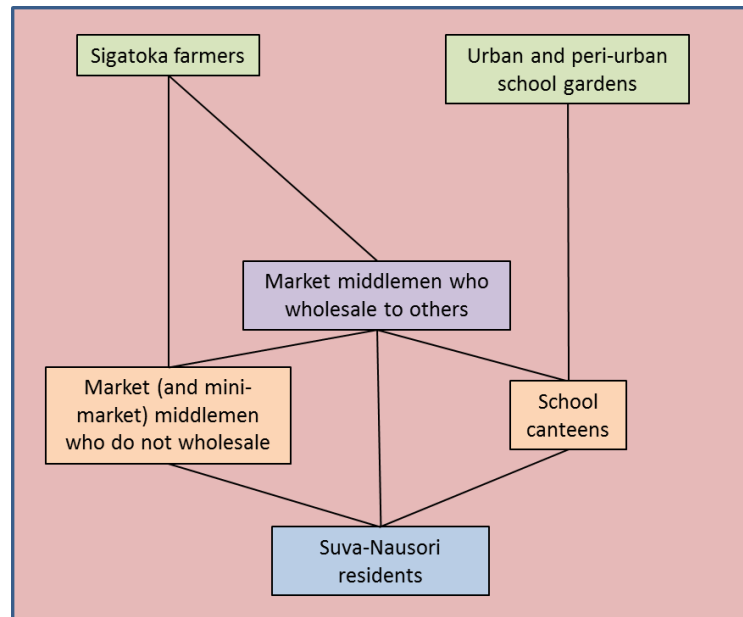 Sigatoka farmers
Urban and peri-urban
school gardens
Market middlemen who
wholesale to others
Market (and mini-
market) middlemen
who do not wholesale
School
canteens
Suva-Nausori
residents